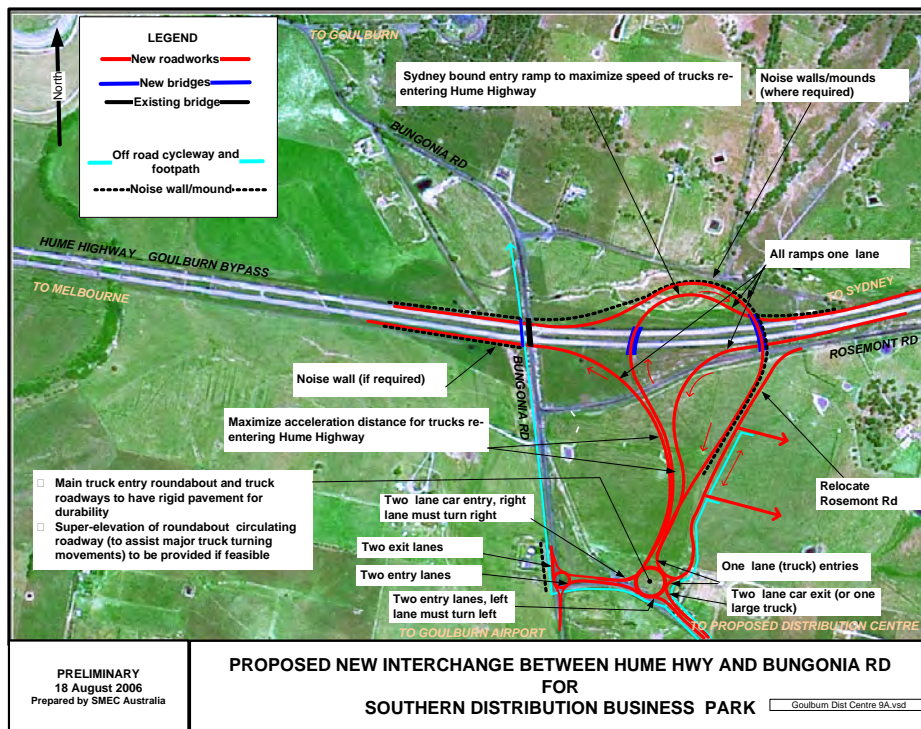 TO GOULBURN
LEGEND
New roadworks
New bridges
Existing bridge
Off road cycleway and
footpath
Noise wall/mound
North
Sydney bound entry ramp to maximize speed of trucks re-
entering Hume Highway
Noise walls/mounds
(where required)
BUNGONIA RD
HUME HIGHWAY GOULBURN BYPASS
TO MELBOURNE
All ramps one lane
TO SYDNEY
ROSEMONT RD
Noise wall (if required)
BUNGONIA RD
Maximize acceleration distance for trucks re-
entering Hume Highway
Main truck entry roundabout and truck
roadways to have rigid pavement for
durability
Super-elevation of roundabout circulating
roadway (to assist major truck turning
movements) to be provided if feasible
Two lane car entry, right
lane must turn right
Relocate
Rosemont Rd
Two exit lanes
Two entry lanes
One lane (truck) entries
Two entry lanes, left
lane must turn left
Two lane car exit (or one
large truck)
TO GOULBURN AIRPORT
TO PROPOSED DISTRIBUTION CENTRE
PRELIMINARY
18 August 2006
Prepared by SMEC Australia
PROPOSED NEW INTERCHANGE BETWEEN HUME HWY AND BUNGONIA RD
FOR
SOUTHERN DISTRIBUTION BUSINESS PARK
Goulburn Dist Centre 9A.vsd